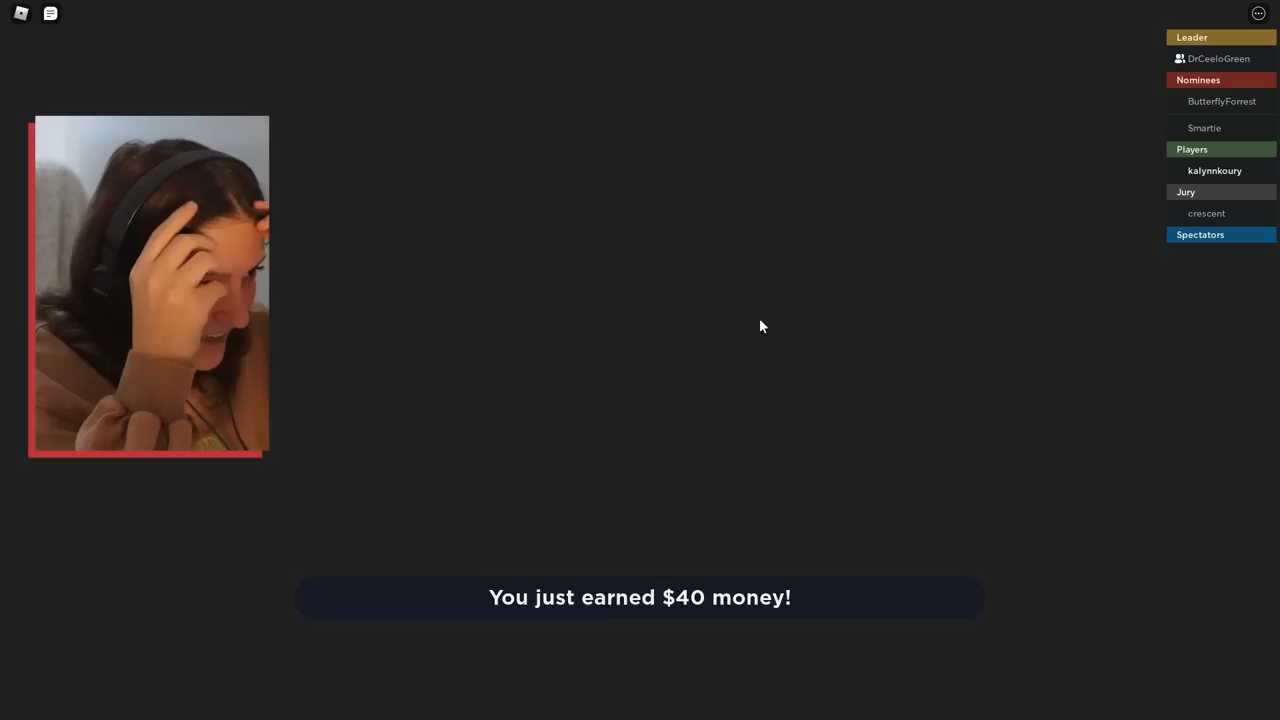 Leader
DrCeeloGreen
Nominees
ButterflyForrest
Smartie
Players
kalynnkoury
Jury
crescent
Spectators
You just earned $40 money!